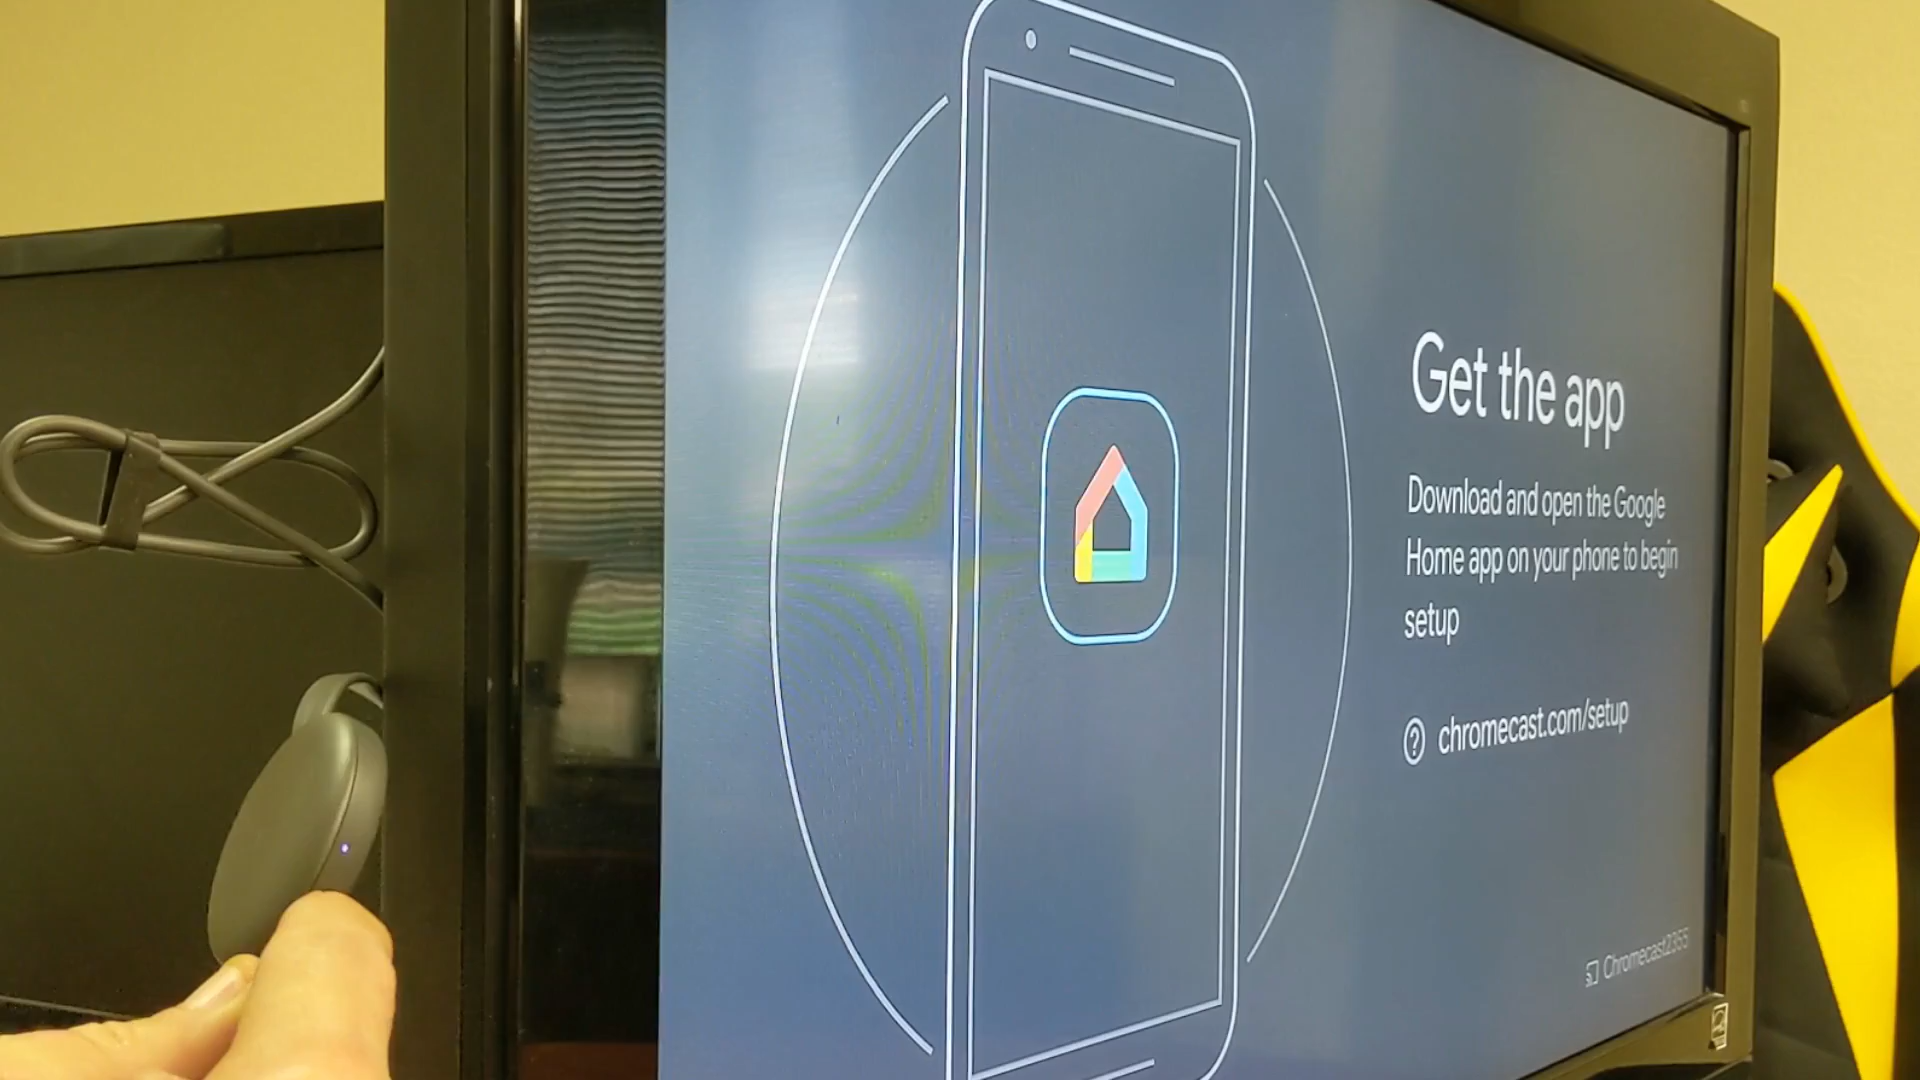 Get the app
Download and open the Google
Home app on your phone to begin
setup
? chromecast.com/setup
Chromecast2355